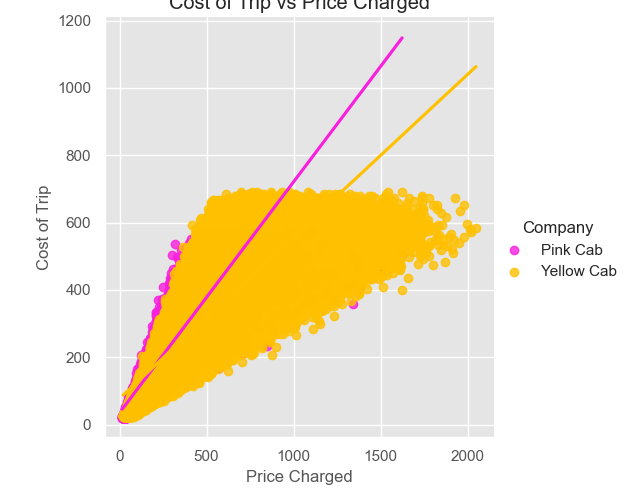 Cost of Trip vs Price Charged
1200
1000
800
600
400
200
0
Cost of Trip
0 500 1000 1500 2000
Price Charged
Company
Pink Cab
Yellow Cab